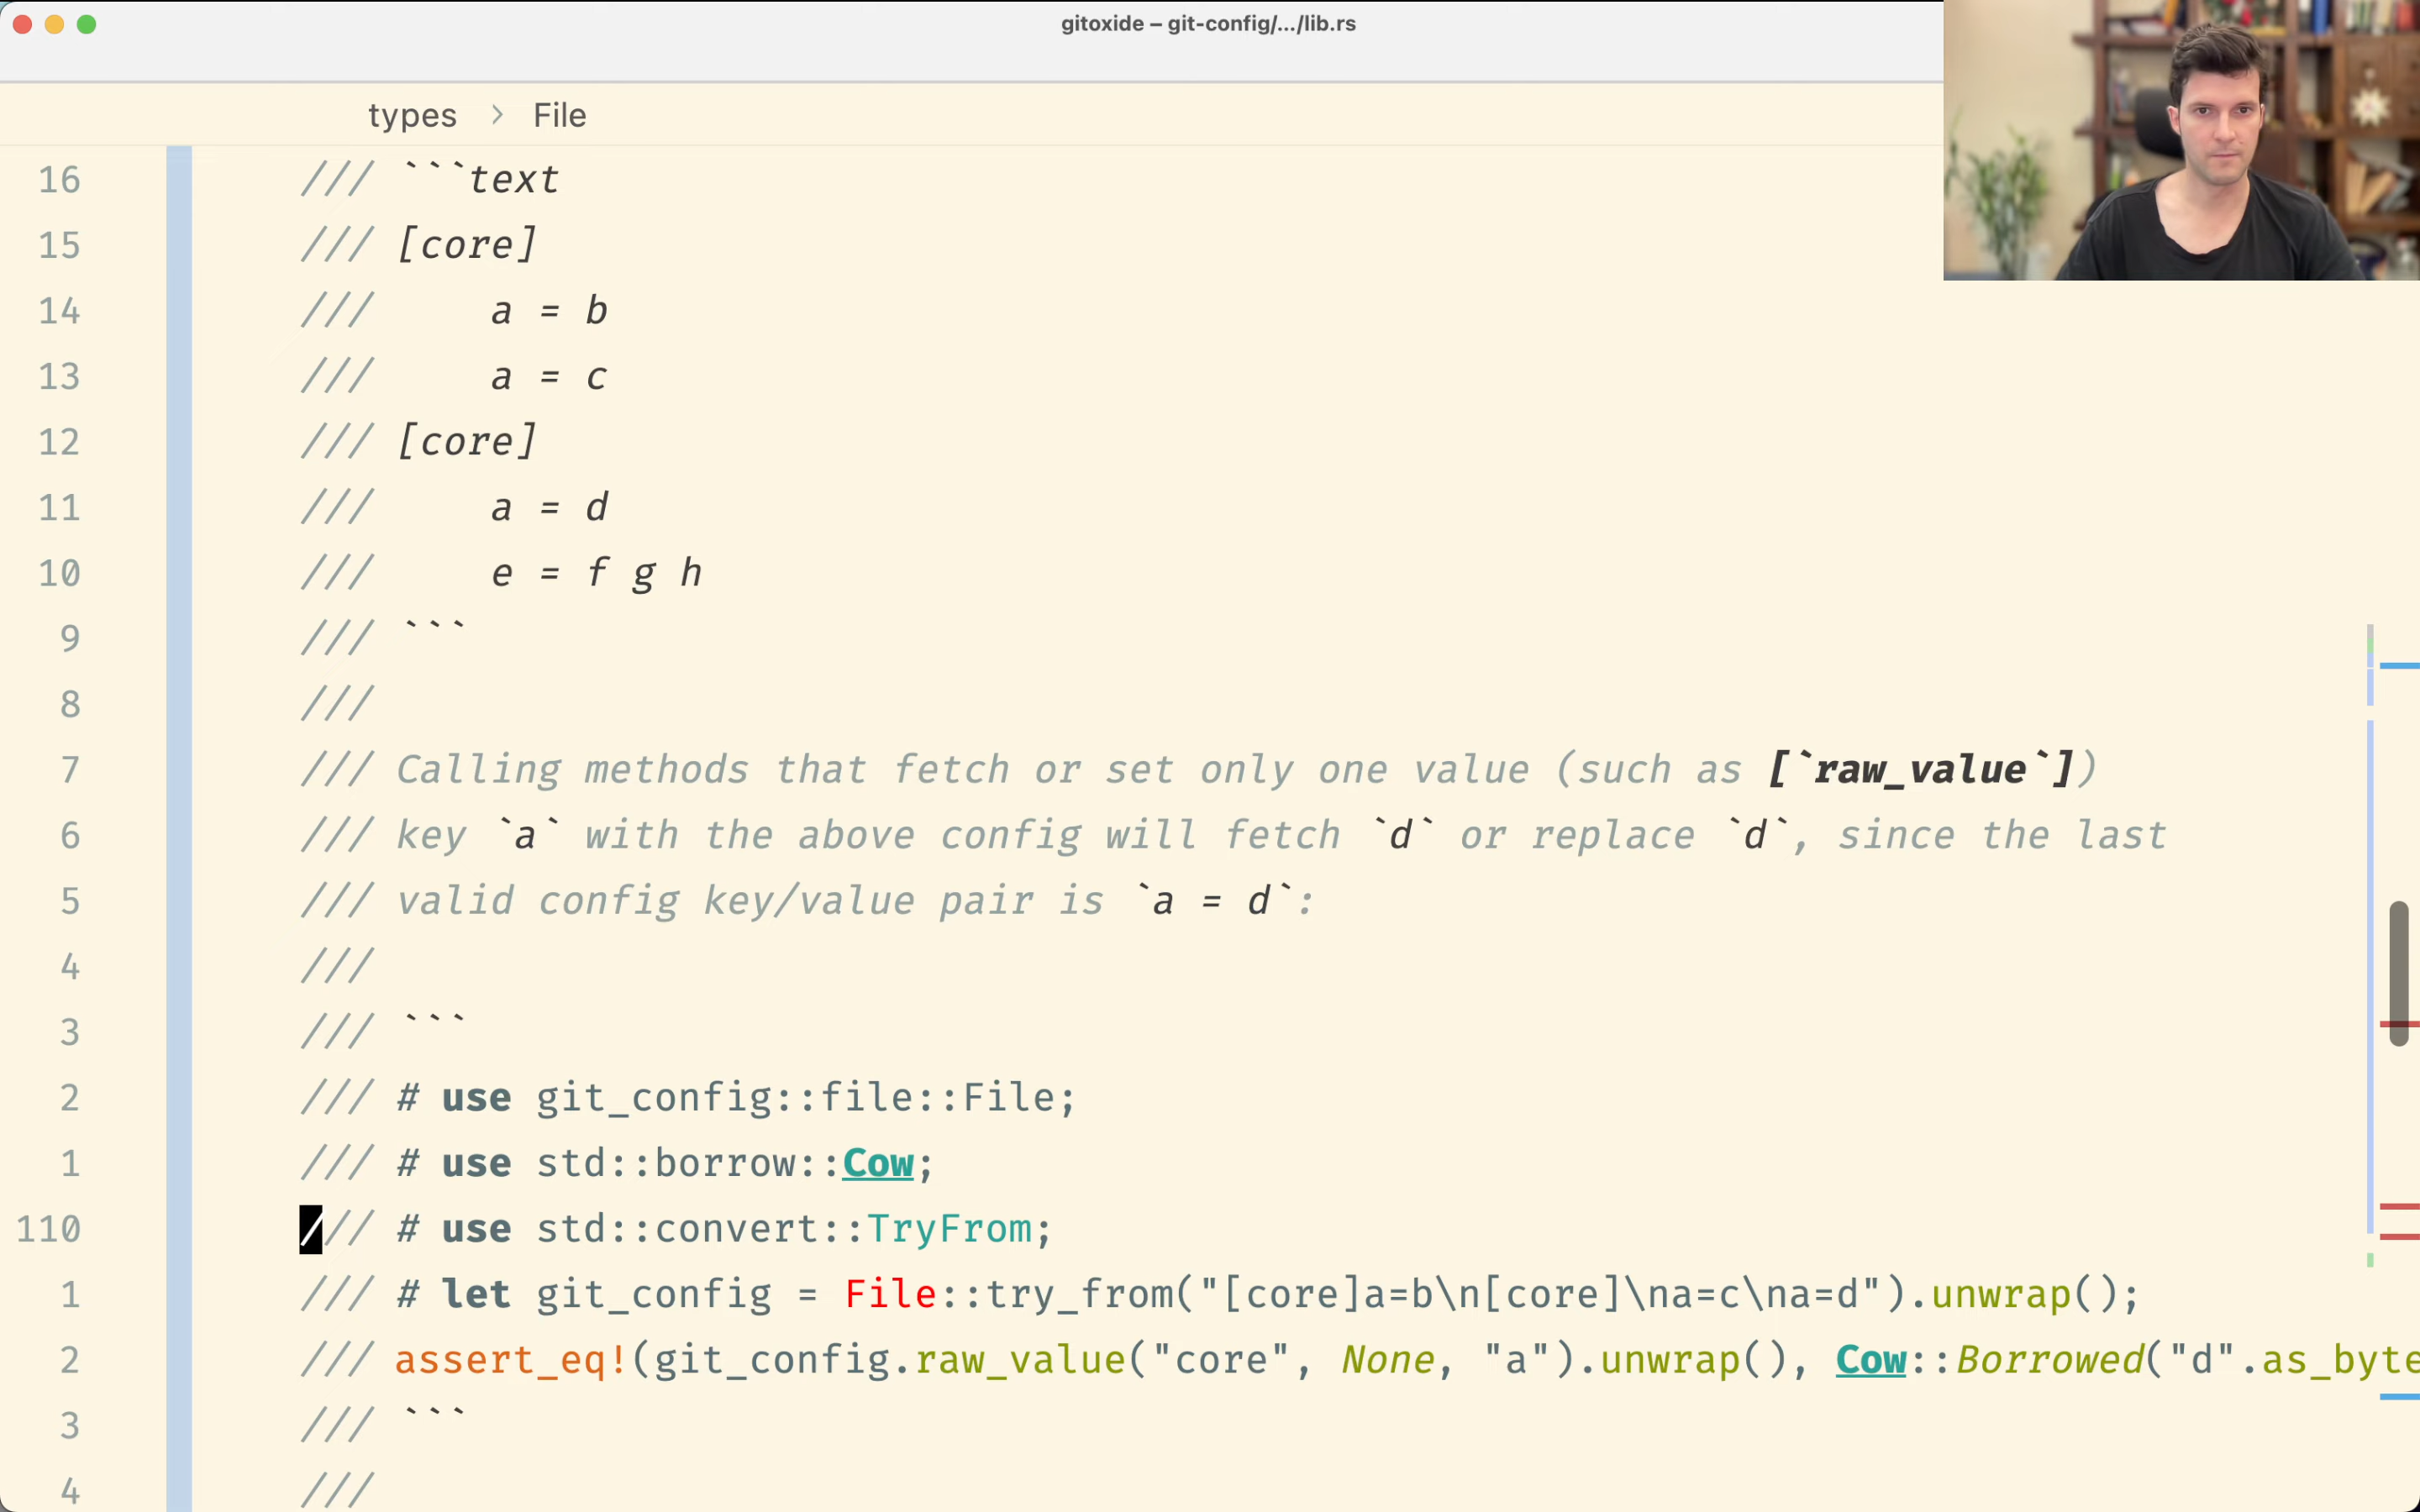 gitoxide – git-config/.../lib.rs
types > File
16 /// ```text
15 /// [core]
14 ///     a = b
13 ///     a = c
12 /// [core]
11 ///     a = d
10 ///     e = f g h
9 /// ```
8 ///
7 /// Calling methods that fetch or set only one value (such as [`raw_value`])
6 /// key `a` with the above config will fetch `d` or replace `d`, since the last
5 /// valid config key/value pair is `a = d`:
4 ///
3 /// ```
2 /// # use git_config::file::File;
1 /// # use std::borrow::Cow;
110 /// # use std::convert::TryFrom;
1 /// # let git_config = File::try_from("[core]a=b\n[core]\na=c\na=d").unwrap();
2 /// assert_eq!(git_config.raw_value("core", None, "a").unwrap(), Cow::Borrowed("d".as_byte
3 /// ```
4 ///